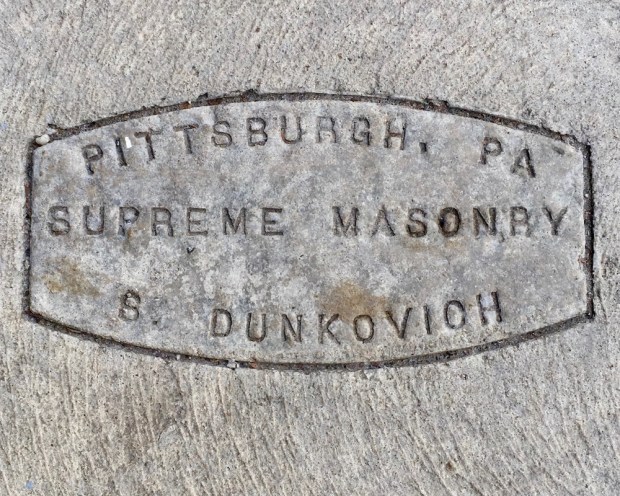 PITTSBURGH, PA
SUPREME MASONRY
S DUNKOVICH